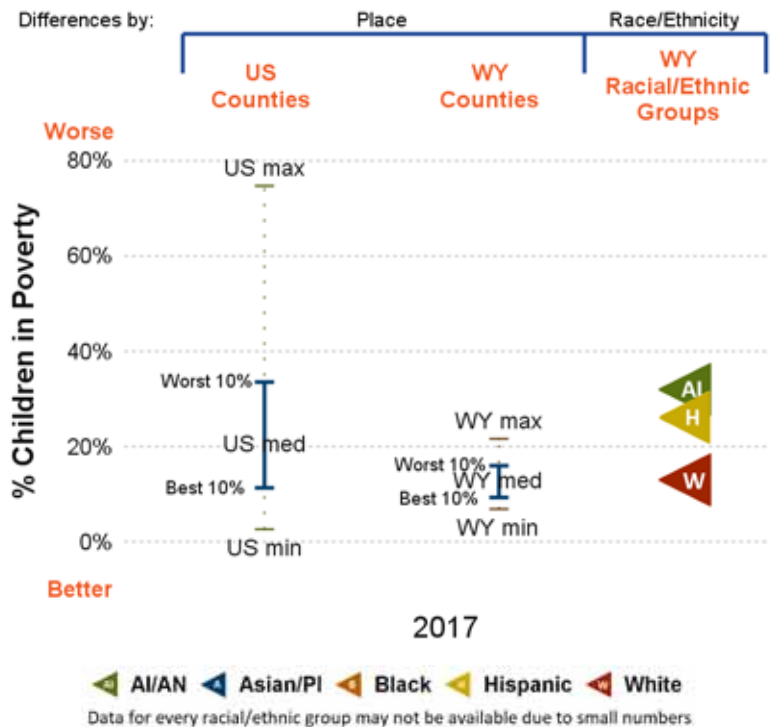 Differences by: Place Race/Ethnicity
US Counties
WY Counties
WY Racial/Ethnic Groups
Worse
% Children in Poverty
80%
US max
60%
40%
Worst 10%
AI
H
WY max
20%
US med
Worst 10%
WY med
W
Best 10%
Best 10%
WY min
0%
US min
Better
2017
AI AI/AN A Asian/PI B Black H Hispanic W White
Data for every racial/ethnic group may not be available due to small numbers